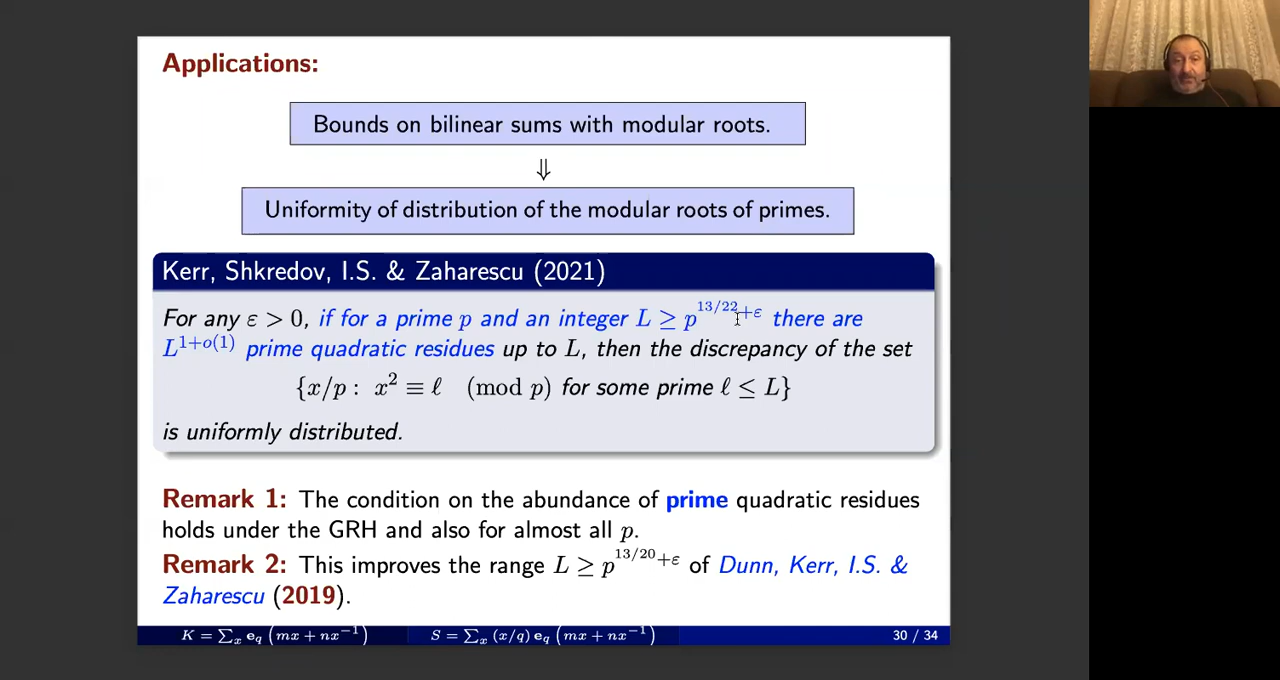 Applications:
Bounds on bilinear sums with modular roots.
⇓
Uniformity of distribution of the modular roots of primes.
Kerr, Shkredov, I.S. & Zaharescu (2021)
For any ε > 0, if for a prime p and an integer L ≥ p^{13/22+ε} there are
L^{1+o(1)} prime quadratic residues up to L, then the discrepancy of the set
{x/p : x^2 ≡ ℓ (mod p) for some prime ℓ ≤ L}
is uniformly distributed.
Remark 1: The condition on the abundance of prime quadratic residues
holds under the GRH and also for almost all p.
Remark 2: This improves the range L ≥ p^{13/20+ε} of Dunn, Kerr, I.S. &
Zaharescu (2019).
K = ∑_x e_q (mx + nx^{-1}) S = ∑_x (x/q) e_q (mx + nx^{-1}) 30 / 34